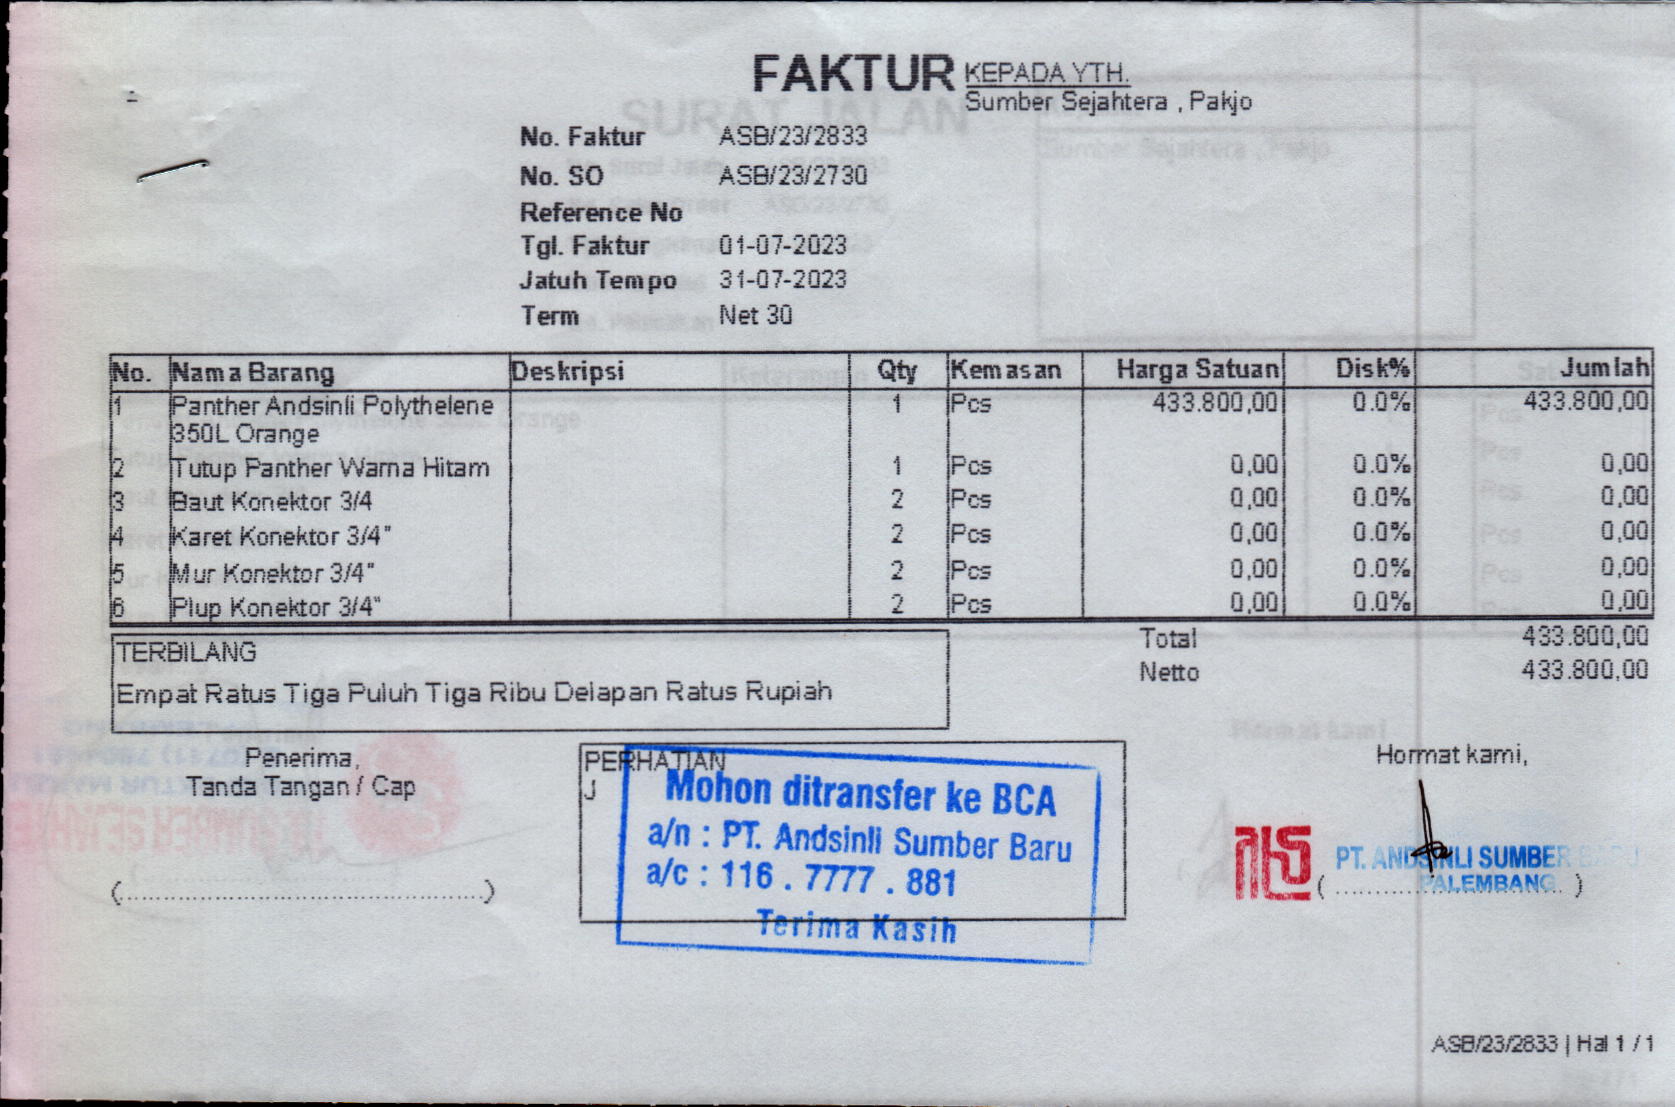 FAKTUR
KEPADA YTH.
Sumber Sejahtera , Pakjo
No. Faktur ASB/23/2833
No. SO ASB/23/2730
Reference No
Tgl. Faktur 01-07-2023
Jatuh Tempo 31-07-2023
Term Net 30
No. Nama Barang Deskripsi Qty Kemasan Harga Satuan Disk% Jumlah
1 Panther Andsinli Polythelene 1 Pcs 433.800,00 0.0% 433.800,00
350L Orange
2 Tutup Panther Warna Hitam 1 Pcs 0,00 0.0% 0,00
3 Baut Konektor 3/4 2 Pcs 0,00 0.0% 0,00
4 Karet Konektor 3/4" 2 Pcs 0,00 0.0% 0,00
5 Mur Konektor 3/4" 2 Pcs 0,00 0.0% 0,00
6 Plup Konektor 3/4" 2 Pcs 0,00 0.0% 0,00
Total 433.800,00
Netto 433.800,00
TERBILANG
Empat Ratus Tiga Puluh Tiga Ribu Delapan Ratus Rupiah
Penerima,
Tanda Tangan / Cap
(..........................................)
PERHATIAN
J
Mohon ditransfer ke BCA
a/n : PT. Andsinli Sumber Baru
a/c : 116 . 7777 . 881
Terima Kasih
Hormat kami,
PT. ANDSINLI SUMBER BARU
PALEMBANG
(..............................)
ASB/23/2833 | Hal 1 / 1